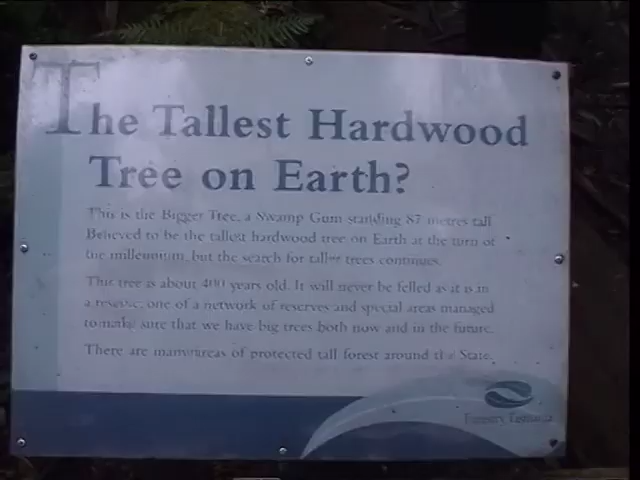 The Tallest Hardwood
Tree on Earth?
This is the Bigger Tree, a Swamp Gum standing 87 metres tall
Believed to be the tallest hardwood tree on Earth at the turn of
the millennium, but the search for taller trees continues.
This tree is about 400 years old. It will never be felled as it is in
a reserve, one of a network of reserves and special areas managed
to make sure that we have big trees both now and in the future.
There are many areas of protected tall forest around the State.
Forestry Tasmania